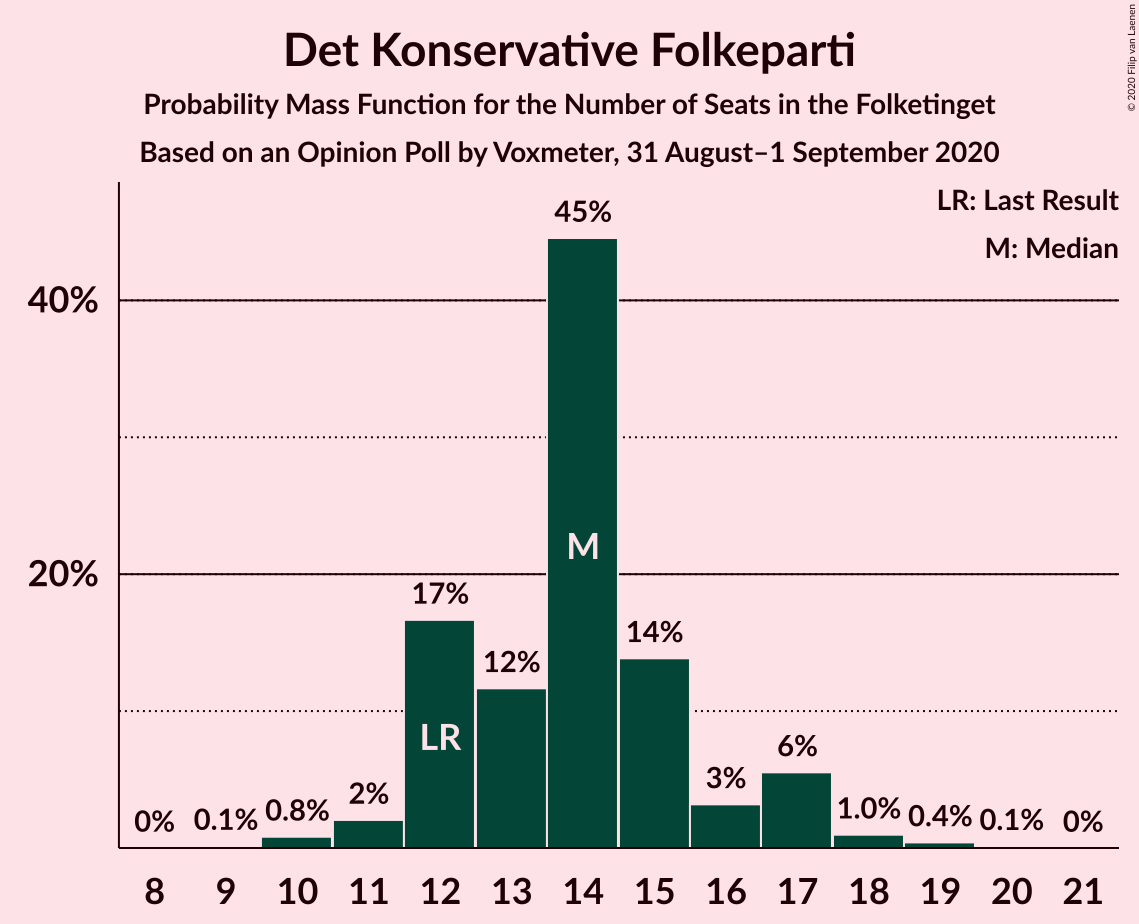 Det Konservative Folkeparti
Probability Mass Function for the Number of Seats in the Folketinget
Based on an Opinion Poll by Voxmeter, 31 August–1 September 2020
© 2020 Filip van Laenen
LR: Last Result
M: Median
40%
20%
0%
0.1%
0.8%
2%
17%
12%
45%
14%
3%
6%
1.0%
0.4%
0.1%
0%
LR
M
8 9 10 11 12 13 14 15 16 17 18 19 20 21